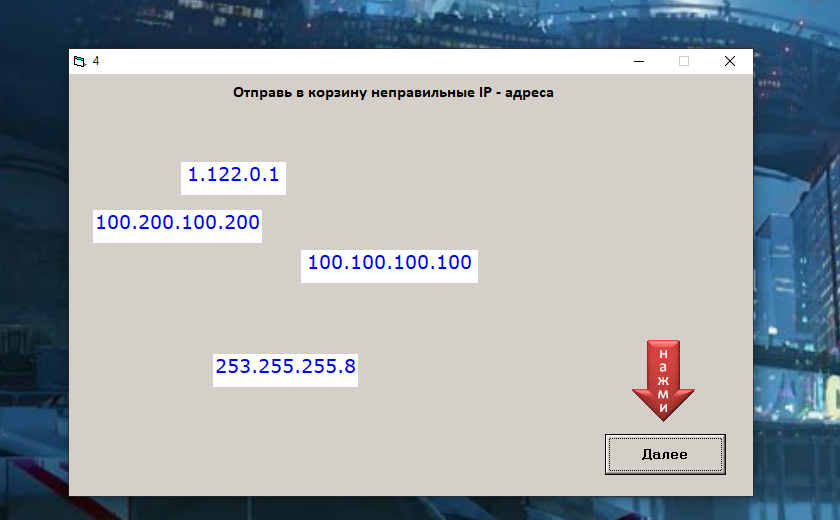 4
Отправь в корзину неправильные IP - адреса
1.122.0.1
100.200.100.200
100.100.100.100
253.255.255.8
нажми
Далее